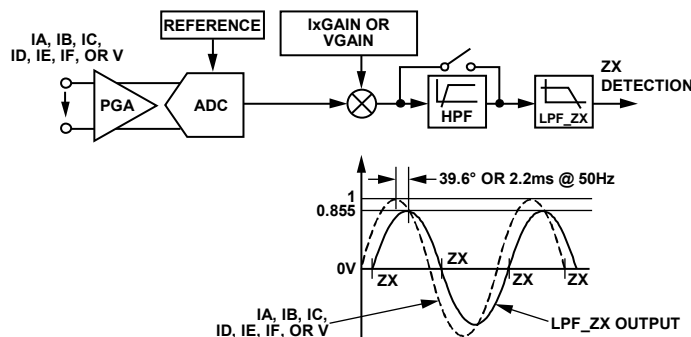 REFERENCE
IxGAIN OR
VGAIN
IA, IB, IC,
ID, IE, IF, OR V
PGA
ADC
HPF
LPF_ZX
ZX
DETECTION
39.6° OR 2.2ms @ 50Hz
1
0.855
0V
ZX
ZX
ZX
ZX
IA, IB, IC,
ID, IE, IF, OR V
LPF_ZX OUTPUT